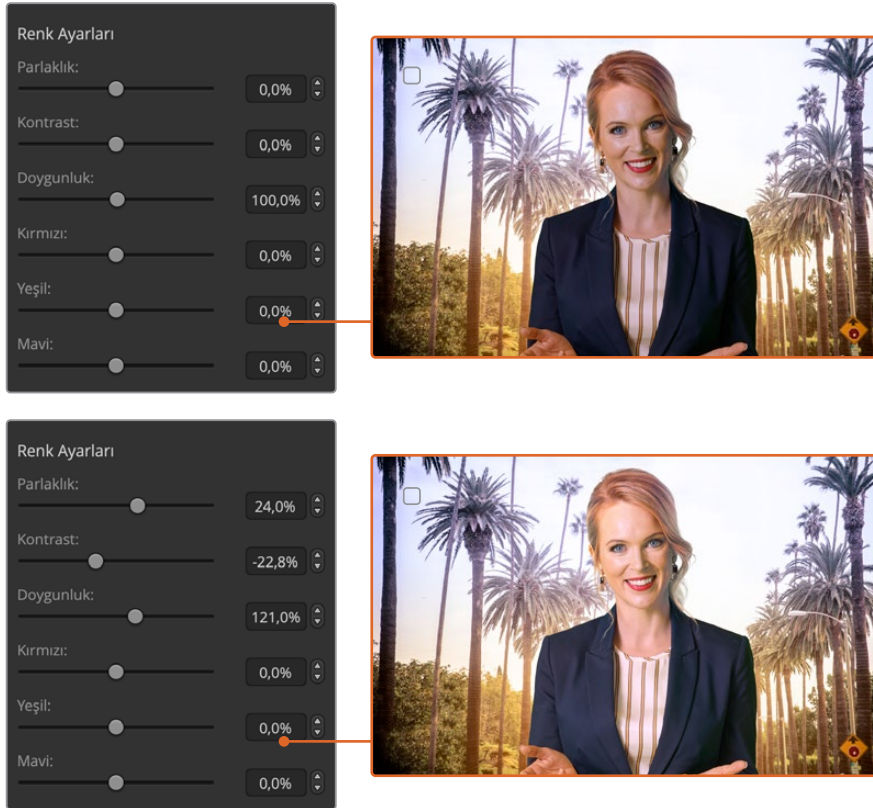 Renk Ayarları
Parlaklık:
0,0%
Kontrast:
0,0%
Doygunluk:
100,0%
Kırmızı:
0,0%
Yeşil:
0,0%
Mavi:
0,0%
Renk Ayarları
Parlaklık:
24,0%
Kontrast:
-22,8%
Doygunluk:
121,0%
Kırmızı:
0,0%
Yeşil:
0,0%
Mavi:
0,0%